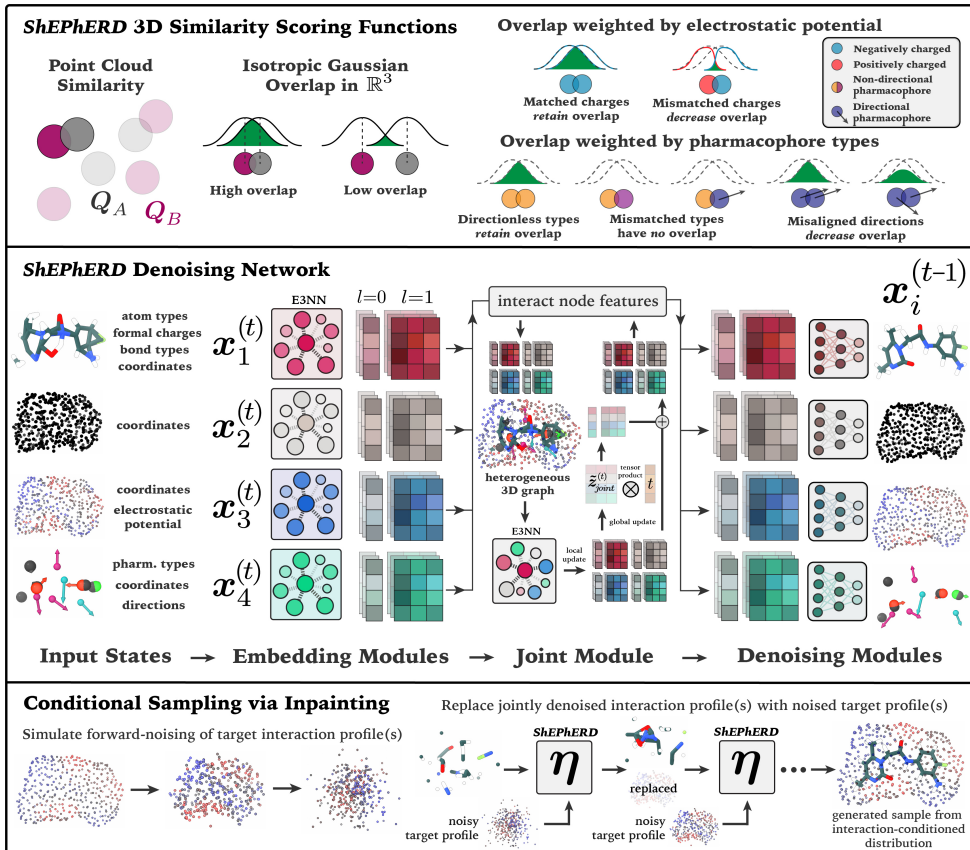 ShEPhERD 3D Similarity Scoring Functions
Point Cloud
Similarity
Q_A
Q_B
Isotropic Gaussian
Overlap in ℝ³
High overlap
Low overlap
Overlap weighted by electrostatic potential
Matched charges
retain overlap
Mismatched charges
decrease overlap
Negatively charged
Positively charged
Non-directional
pharmacophore
Directional
pharmacophore
Overlap weighted by pharmacophore types
Directionless types
retain overlap
Mismatched types
have no overlap
Misaligned directions
decrease overlap
ShEPhERD Denoising Network
atom types
formal charges
bond types
coordinates
x_1^(t)
E3NN
l=0
l=1
interact node features
x_i^(t–1)
coordinates
x_2^(t)
coordinates
electrostatic
potential
x_3^(t)
pharm. types
coordinates
directions
x_4^(t)
heterogeneous
3D graph
E3NN
local
update
z̃_joint^(t)
tensor
product
⊗
t
+
global update
Input States → Embedding Modules → Joint Module → Denoising Modules
Conditional Sampling via Inpainting
Simulate forward-noising of target interaction profile(s)
Replace jointly denoised interaction profile(s) with noised target profile(s)
ShEPhERD
η
noisy
target profile
replaced
noisy
target profile
ShEPhERD
η
generated sample from
interaction-conditioned
distribution